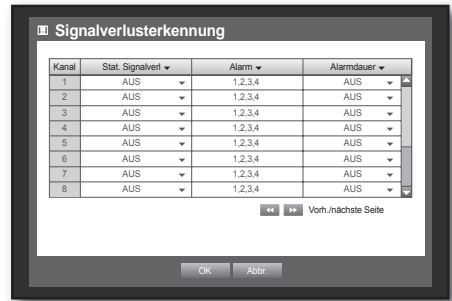 Signalverlusterkennung
Kanal Stat. Signalverl Alarm Alarmdauer
1 AUS 1,2,3,4 AUS
2 AUS 1,2,3,4 AUS
3 AUS 1,2,3,4 AUS
4 AUS 1,2,3,4 AUS
5 AUS 1,2,3,4 AUS
6 AUS 1,2,3,4 AUS
7 AUS 1,2,3,4 AUS
8 AUS 1,2,3,4 AUS
Vorh./nächste Seite
OK Abbr.